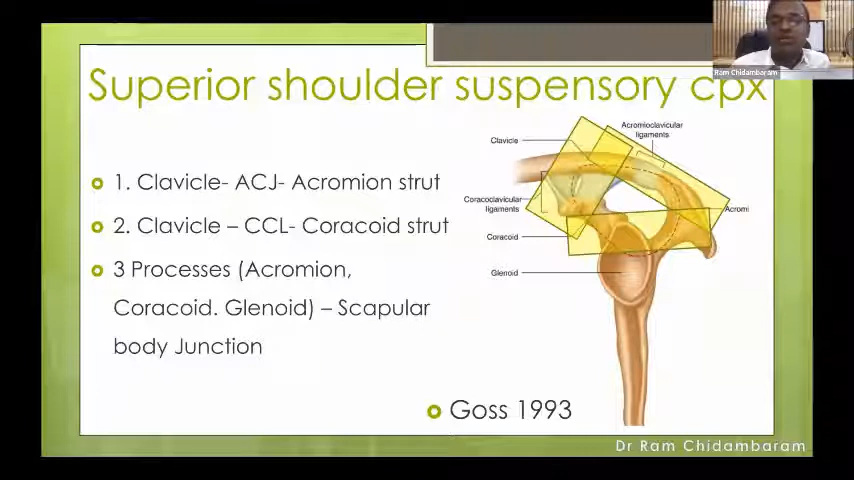 Ram Chidambaram
Superior shoulder suspensory cpx
1. Clavicle- ACJ- Acromion strut
2. Clavicle – CCL- Coracoid strut
3 Processes (Acromion,
Coracoid. Glenoid) – Scapular
body Junction
Acromioclavicular
ligaments
Clavicle
Coracoclavicular
ligaments
Acromi
Coracoid
Glenoid
Goss 1993
Dr Ram Chidambaram